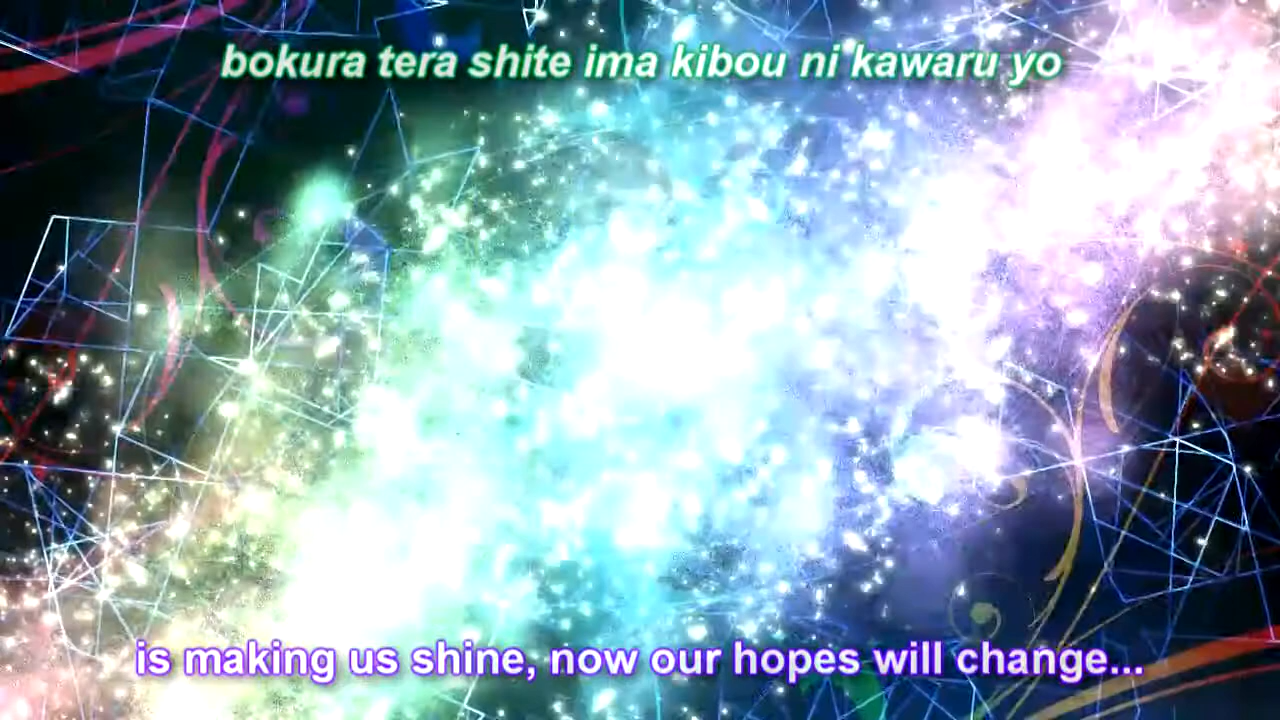 bokura tera shite ima kibou ni kawaru yo
is making us shine, now our hopes will change...